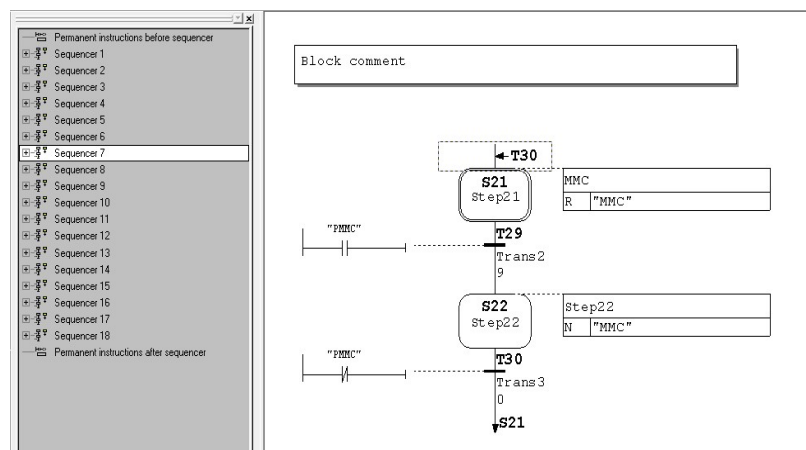 Permanent instructions before sequencer
Sequencer 1
Sequencer 2
Sequencer 3
Sequencer 4
Sequencer 5
Sequencer 6
Sequencer 7
Sequencer 8
Sequencer 9
Sequencer 10
Sequencer 11
Sequencer 12
Sequencer 13
Sequencer 14
Sequencer 15
Sequencer 16
Sequencer 17
Sequencer 18
Permanent instructions after sequencer
Block comment
T30
S21
Step21
MMC
R "MMC"
"PMMC"
T29
Trans2
9
S22
Step22
Step22
N "MMC"
"PMMC"
T30
Trans3
0
S21